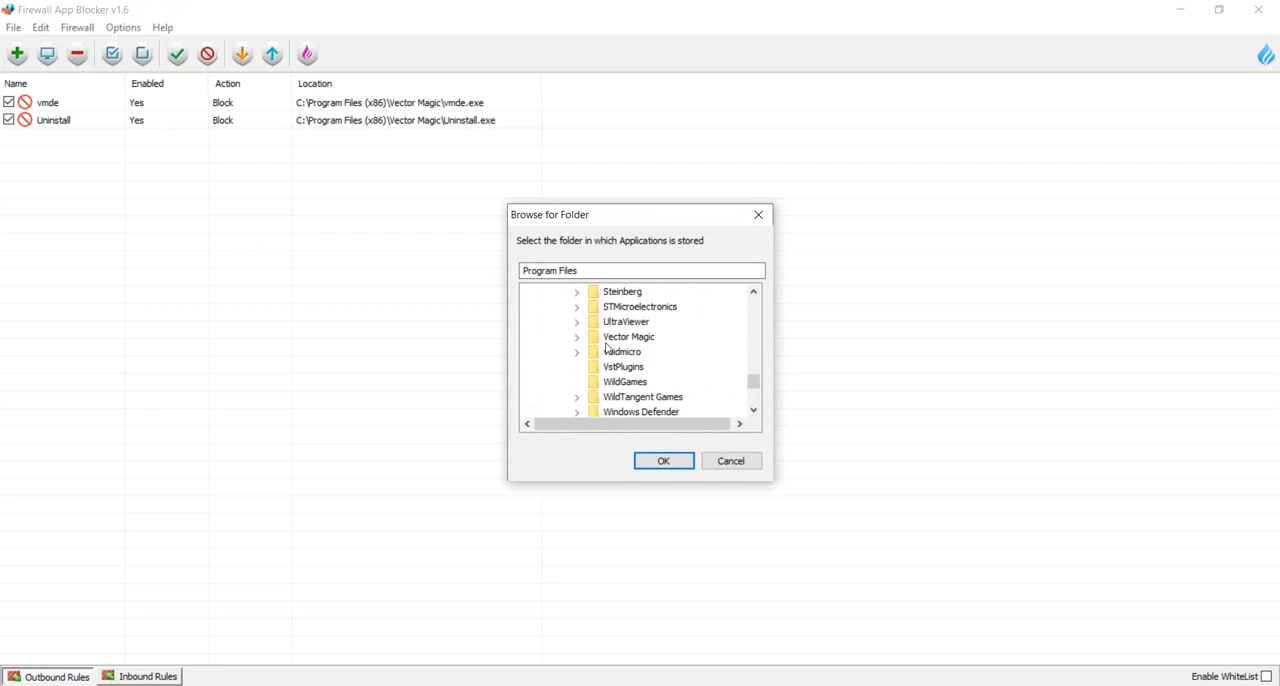 Firewall App Blocker v1.6
File Edit Firewall Options Help
Name Enabled Action Location
vmde Yes Block C:\Program Files (x86)\Vector Magic\vmde.exe
Uninstall Yes Block C:\Program Files (x86)\Vector Magic\Uninstall.exe
Browse for Folder
Select the folder in which Applications is stored
Program Files
Steinberg
STMicroelectronics
UltraViewer
Vector Magic
Voidmicro
VstPlugins
WildGames
WildTangent Games
Windows Defender
OK Cancel
Outbound Rules Inbound Rules Enable WhiteList